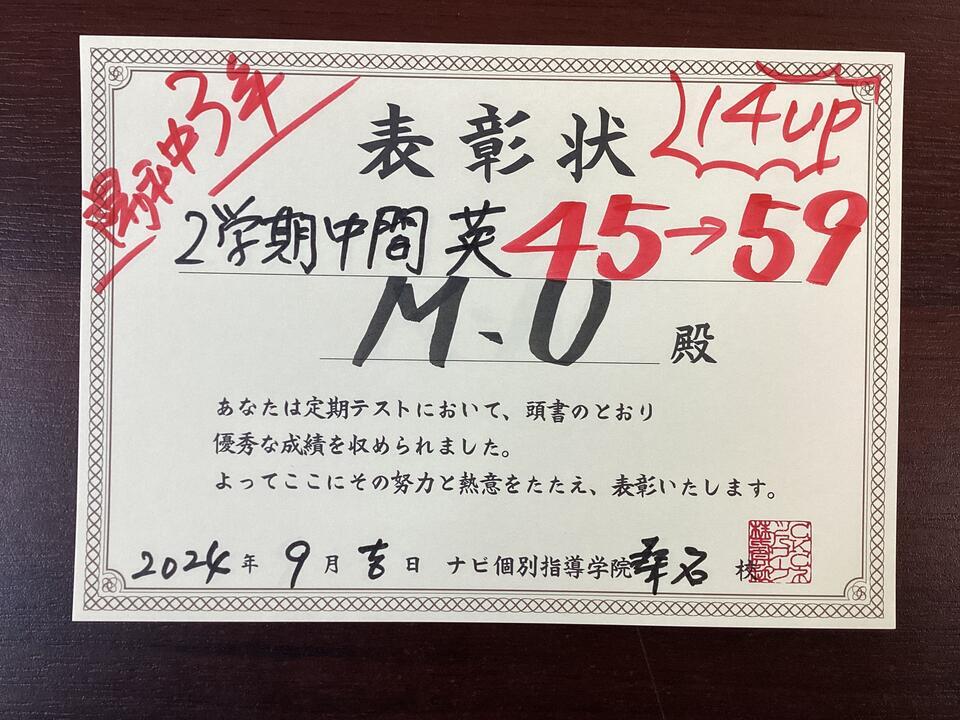 中3年
14up
表彰状
2学期中間 英 45→59
M.U 殿
あなたは定期テストにおいて、頭書のとおり
優秀な成績を収められました。
よってここにその努力と熱意をたたえ、表彰いたします。
2024年9月吉日 ナビ個別指導学院桑名校